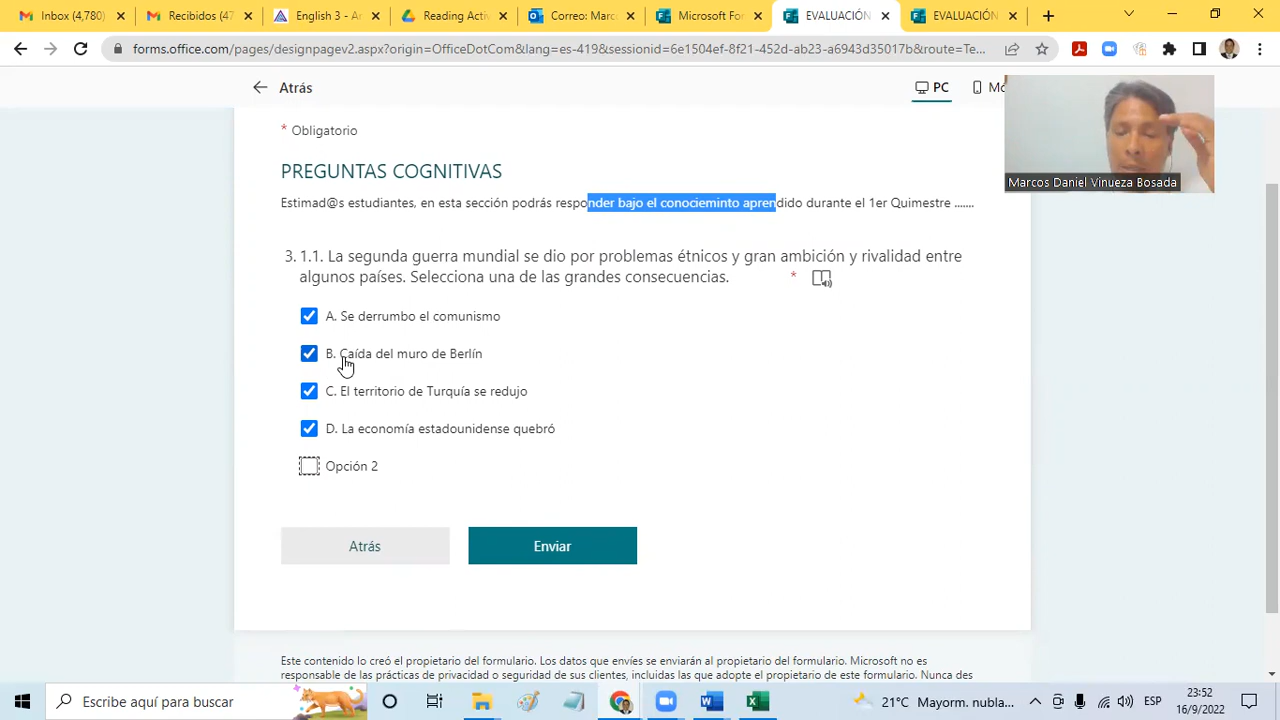 Inbox (4,780)
Recibidos (47
English 3 - Ar
Reading Activ
Correo: Marc
Microsoft For
EVALUACIÓN
EVALUACIÓN
forms.office.com/pages/designpagev2.aspx?origin=OfficeDotCom&lang=es-419&sessionid=6e1504ef-8f21-452d-ab23-a6943d35017b&route=Te...
Atrás
PC
Mó
* Obligatorio
PREGUNTAS COGNITIVAS
Estimad@s estudiantes, en esta sección podrás responder bajo el conocieminto aprendido durante el 1er Quimestre .......
Marcos Daniel Vinueza Bosada
3. 1.1. La segunda guerra mundial se dio por problemas étnicos y gran ambición y rivalidad entre
algunos países. Selecciona una de las grandes consecuencias. *
A. Se derrumbo el comunismo
B. Caída del muro de Berlín
C. El territorio de Turquía se redujo
D. La economía estadounidense quebró
Opción 2
Atrás
Enviar
Este contenido lo creó el propietario del formulario. Los datos que envíes se enviarán al propietario del formulario. Microsoft no es
responsable de las prácticas de privacidad o seguridad de sus clientes, incluidas las que adopte el propietario de este formulario. Nunca des
Escribe aquí para buscar
21°C Mayorm. nubla...
ESP
23:52
16/9/2022